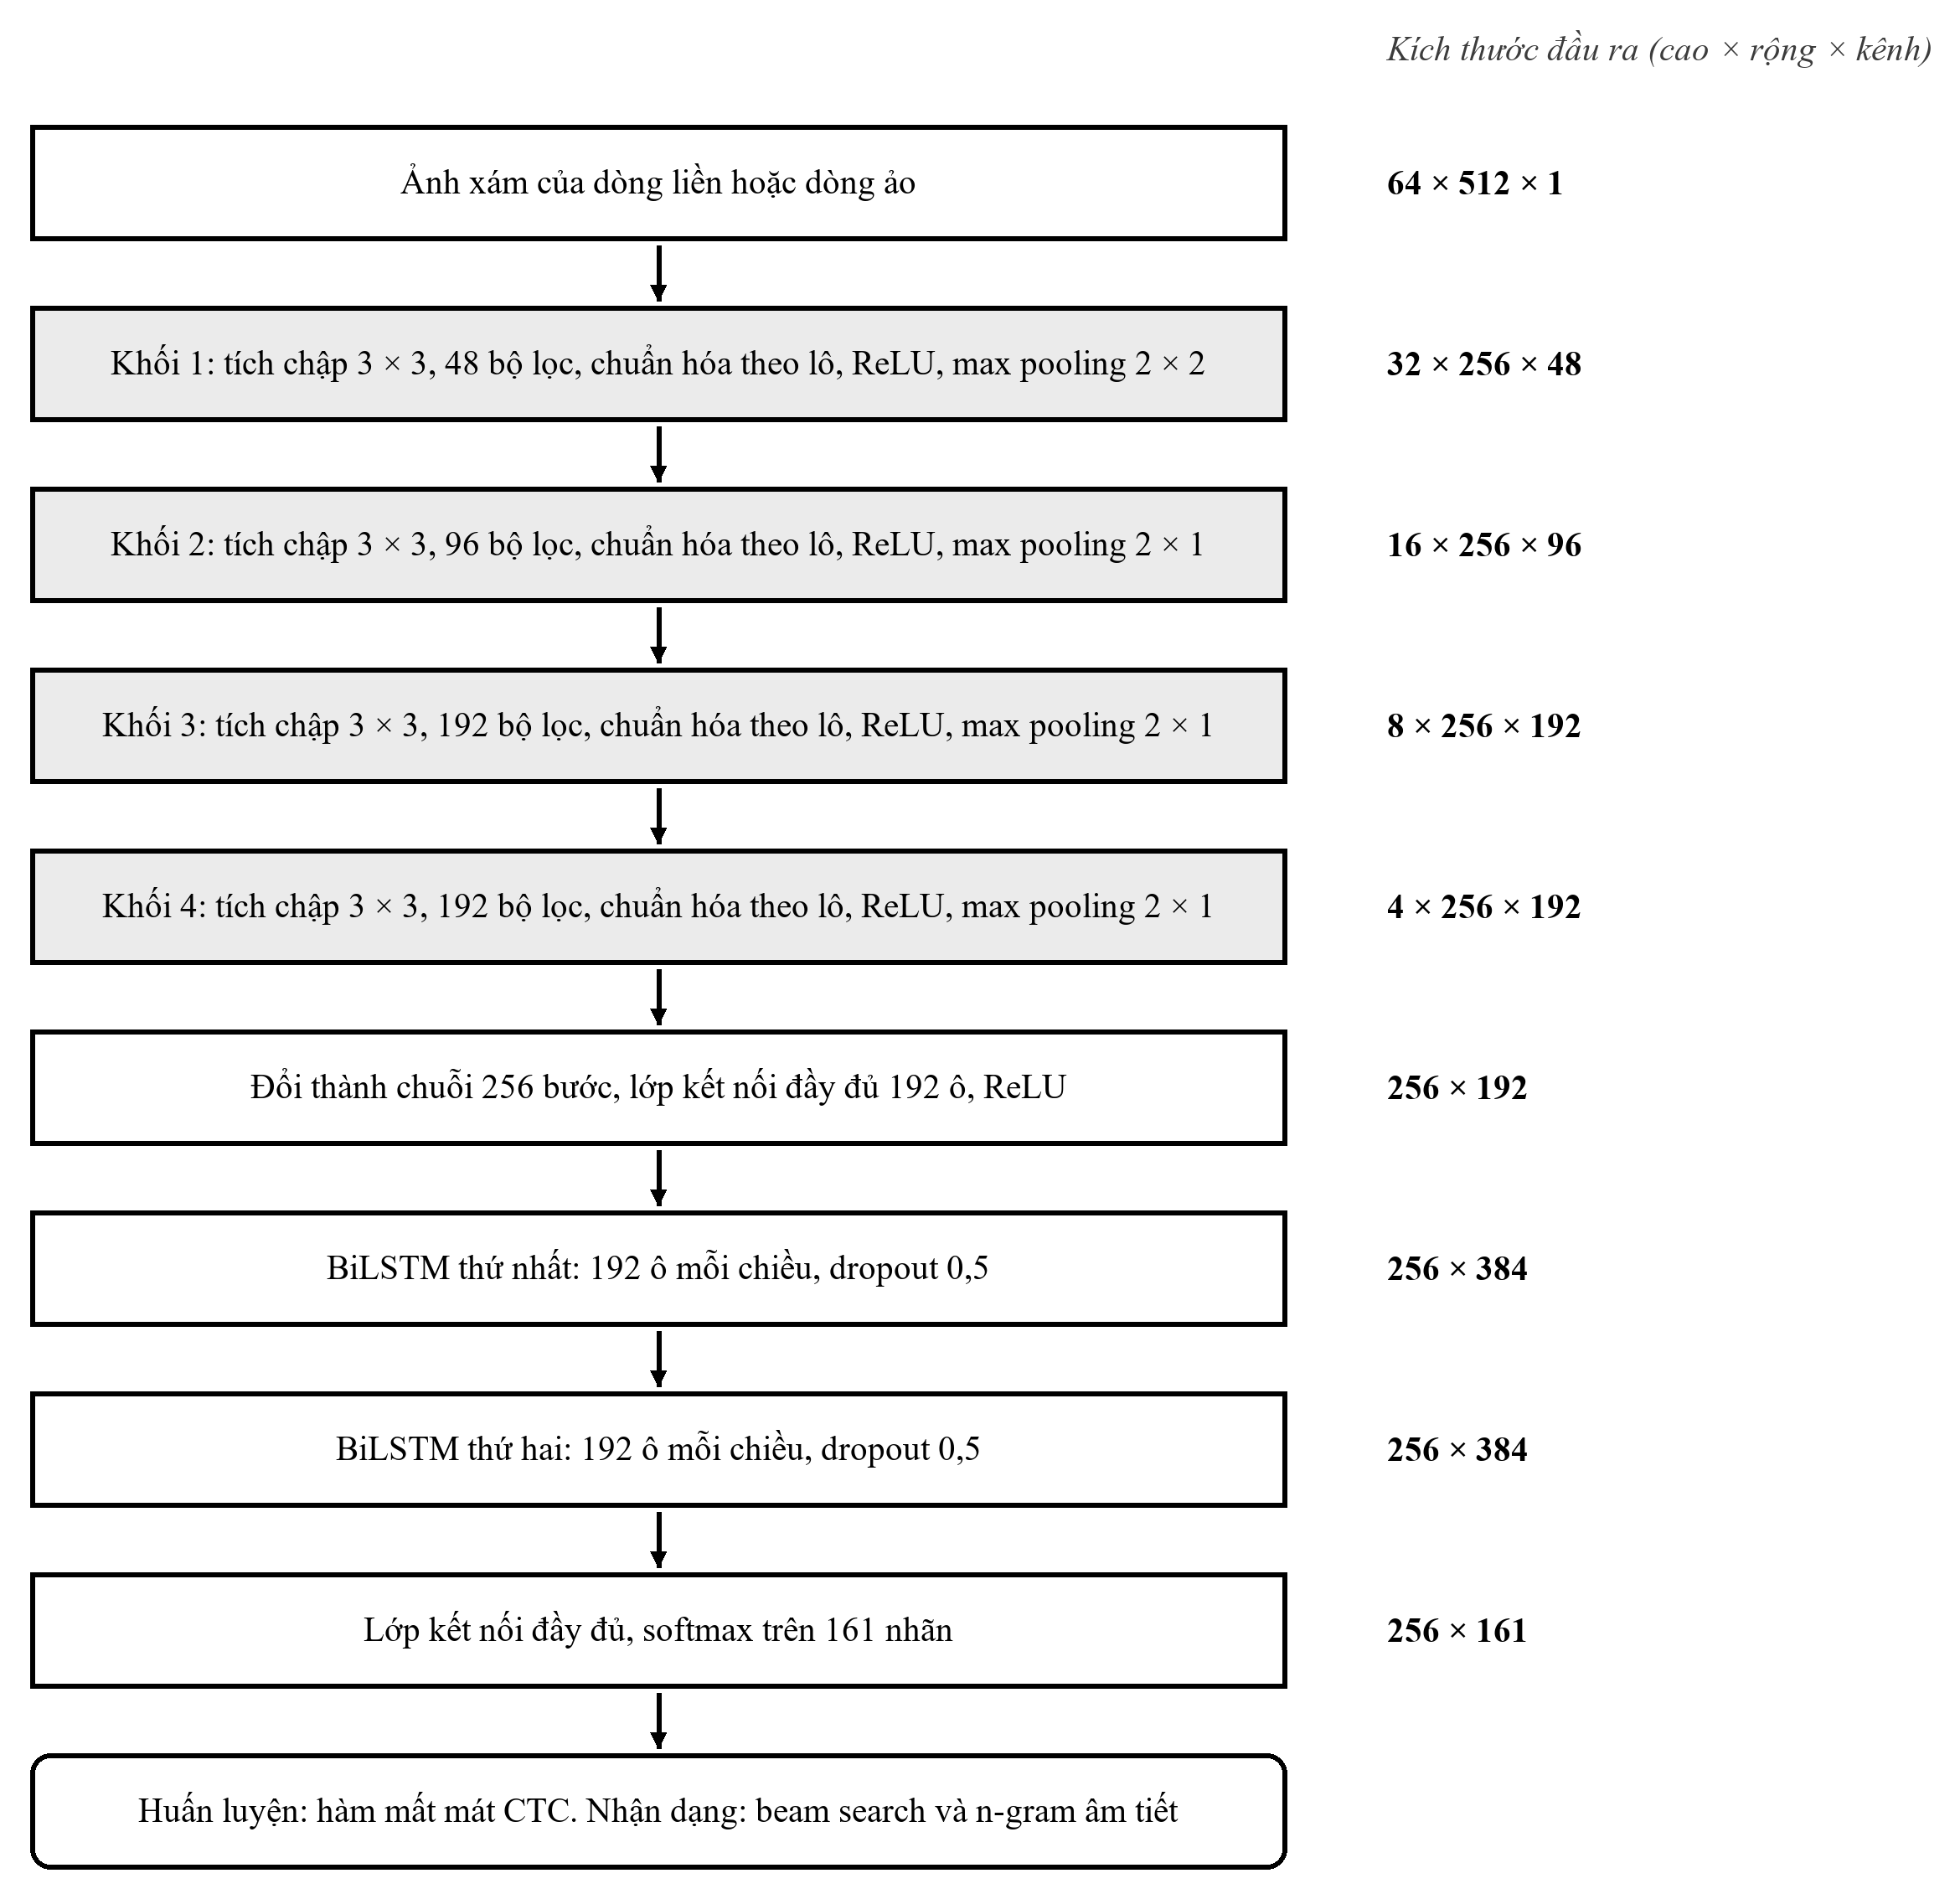 Kích thước đầu ra (cao × rộng × kênh)
Ảnh xám của dòng liền hoặc dòng ảo
64 × 512 × 1
Khối 1: tích chập 3 × 3, 48 bộ lọc, chuẩn hóa theo lô, ReLU, max pooling 2 × 2
32 × 256 × 48
Khối 2: tích chập 3 × 3, 96 bộ lọc, chuẩn hóa theo lô, ReLU, max pooling 2 × 1
16 × 256 × 96
Khối 3: tích chập 3 × 3, 192 bộ lọc, chuẩn hóa theo lô, ReLU, max pooling 2 × 1
8 × 256 × 192
Khối 4: tích chập 3 × 3, 192 bộ lọc, chuẩn hóa theo lô, ReLU, max pooling 2 × 1
4 × 256 × 192
Đổi thành chuỗi 256 bước, lớp kết nối đầy đủ 192 ô, ReLU
256 × 192
BiLSTM thứ nhất: 192 ô mỗi chiều, dropout 0,5
256 × 384
BiLSTM thứ hai: 192 ô mỗi chiều, dropout 0,5
256 × 384
Lớp kết nối đầy đủ, softmax trên 161 nhãn
256 × 161
Huấn luyện: hàm mất mát CTC. Nhận dạng: beam search và n-gram âm tiết